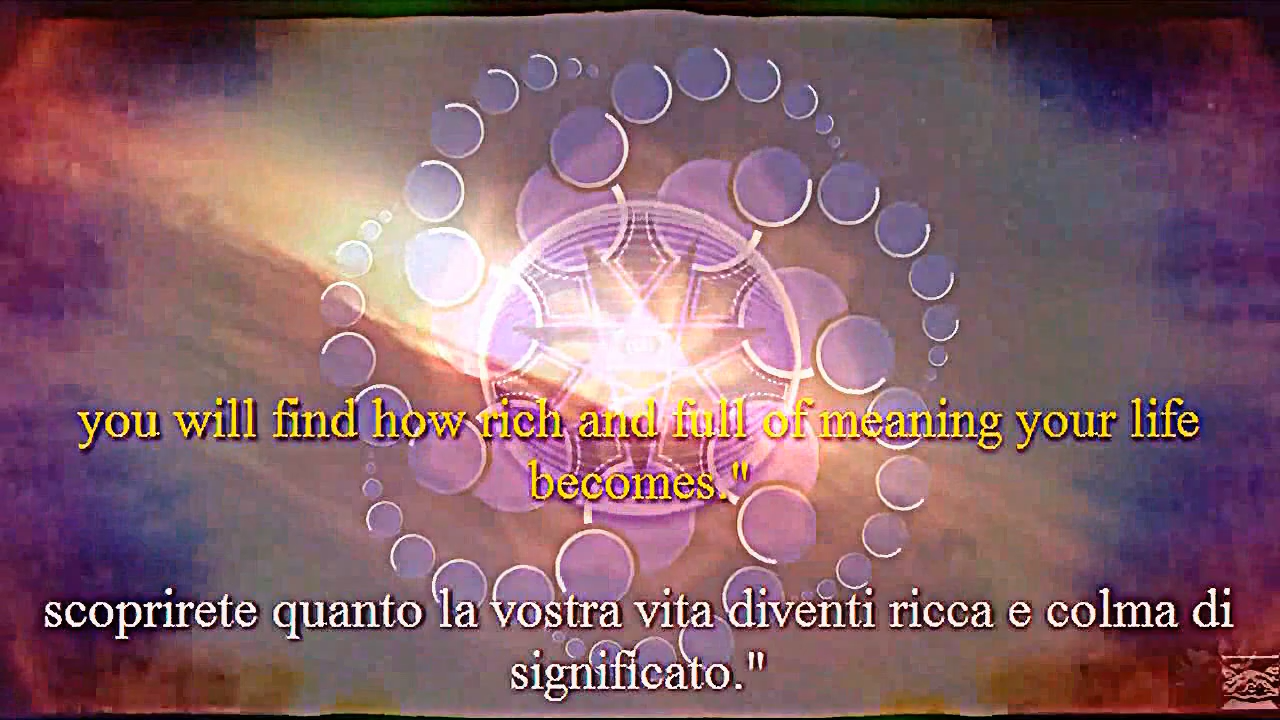 you will find how rich and full of meaning your life
becomes."
scoprirete quanto la vostra vita diventi ricca e colma di
significato."